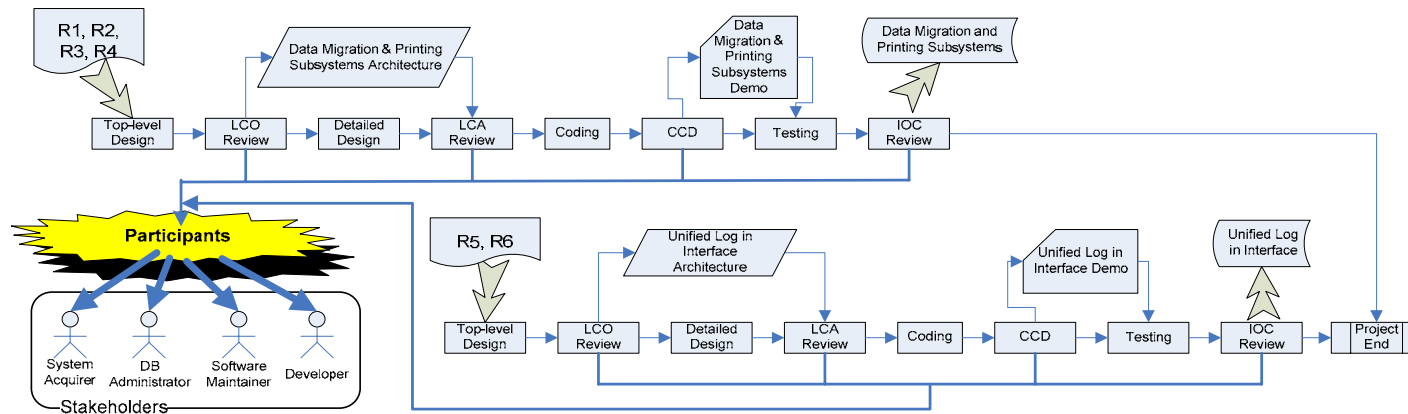 R1, R2,
R3, R4
Data Migration & Printing
Subsystems Architecture
Data
Migration &
Printing
Subsystems
Demo
Data Migration and
Printing Subsystems
Top-level
Design
LCO
Review
Detailed
Design
LCA
Review
Coding
CCD
Testing
IOC
Review
Participants
R5, R6
Unified Log in
Interface
Architecture
Unified Log in
Interface Demo
Unified Log
in Interface
Top-level
Design
LCO
Review
Detailed
Design
LCA
Review
Coding
CCD
Testing
IOC
Review
Project
End
System
Acquirer
DB
Administrator
Software
Maintainer
Developer
Stakeholders